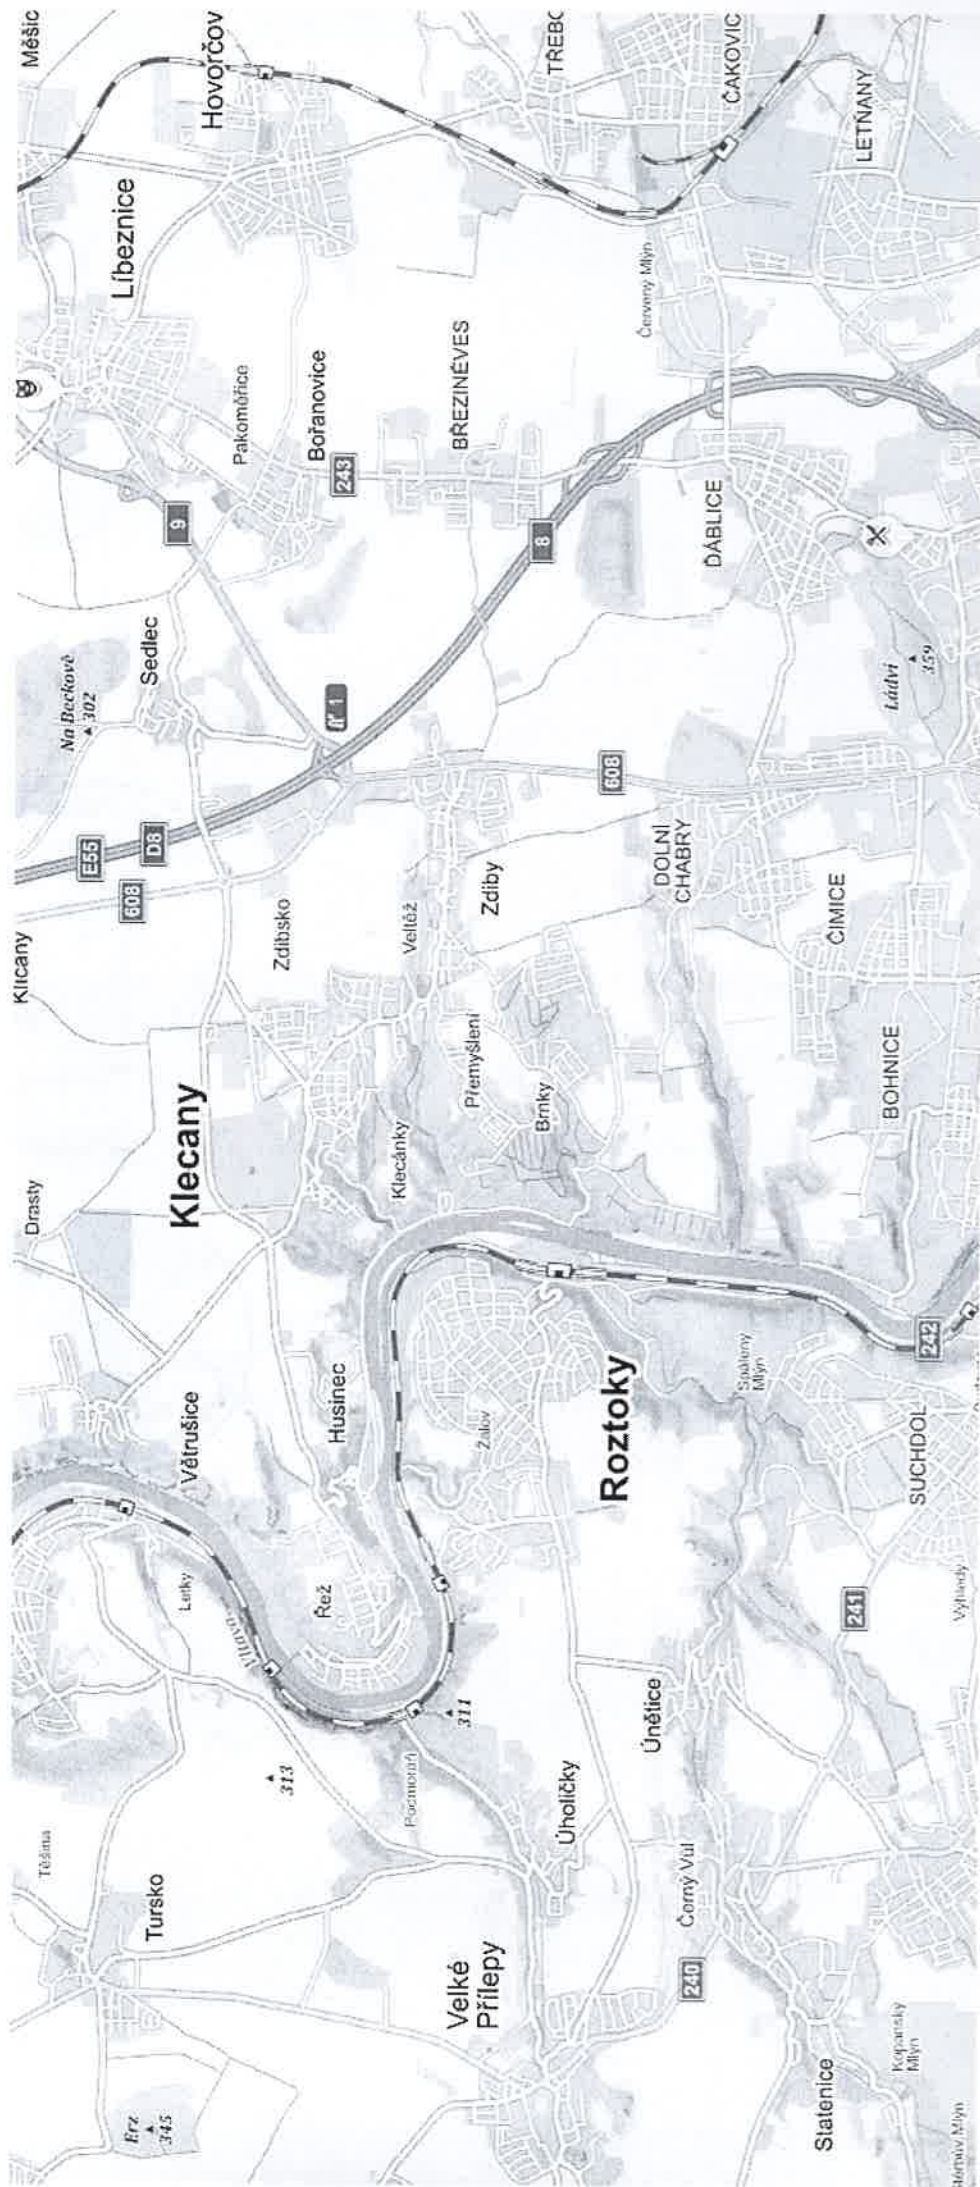 Měšic
Hovorčov
TŘEBO
ČAKOVIC
LETŇANY
Líbeznice
Červený Mlýn
Pakoměřice
Bořanovice
BŘEZINĚVES
243
9
8
ĎÁBLICE
Na Beckově
302
Sedlec
Ládví
359
E55
D8
608
608
Klíčany
Zdibsko
Veltěž
Zdiby
DOLNÍ
CHABRY
ČIMICE
Drasty
Klecany
Klecánky
Přemyšlení
Brnky
BOHNICE
Větrušice
Husinec
Žalov
Roztoky
Spálený
Mlýn
242
SUCHDOL
Letky
Vltava
Řež
241
Výhledy
313
311
Podmoráň
Únětice
Úholičky
Těšina
Tursko
Černý Vůl
Velké
Přílepy
240
Erz
345
Statenice
Kopanský
Mlýn